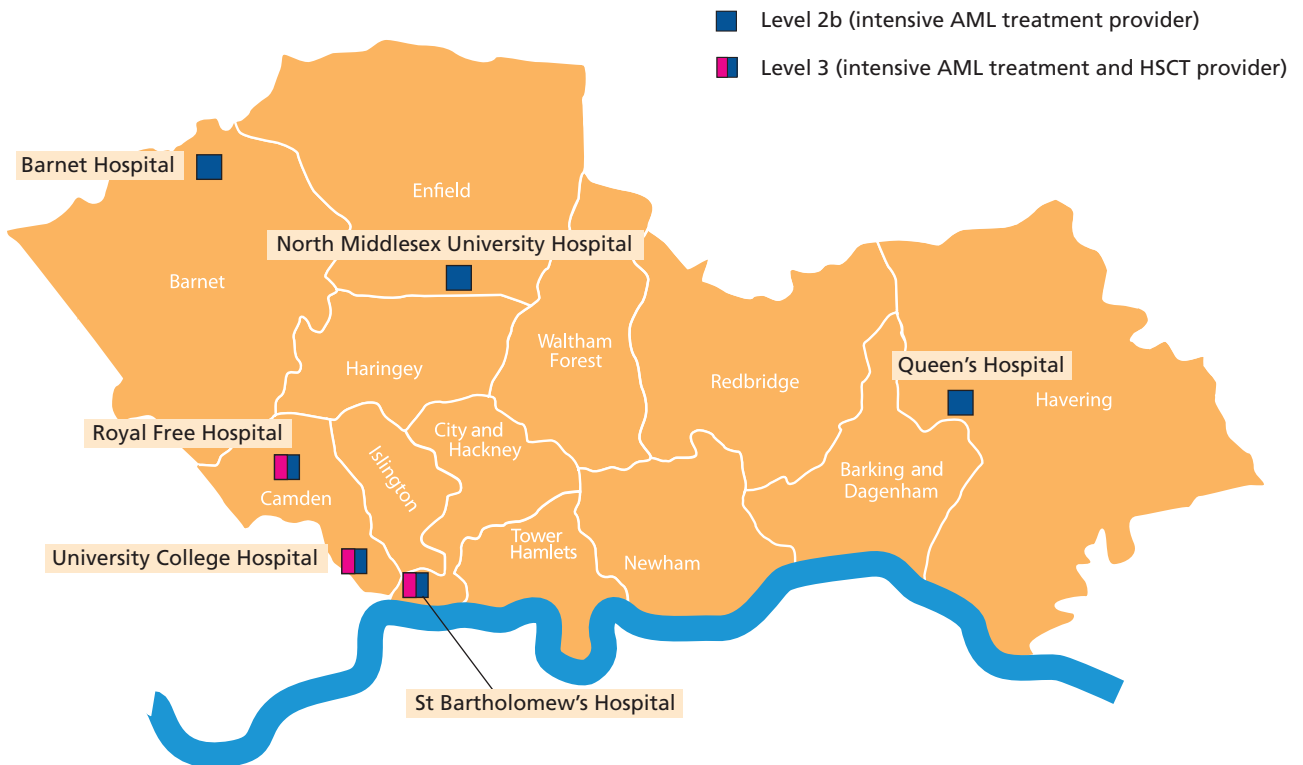 Level 2b (intensive AML treatment provider)
Level 3 (intensive AML treatment and HSCT provider)
Barnet Hospital
Enfield
North Middlesex University Hospital
Barnet
Waltham
Forest
Haringey
Redbridge
Queen’s Hospital
Havering
Royal Free Hospital
City and
Hackney
Islington
Barking and
Dagenham
Camden
Tower
Hamlets
University College Hospital
Newham
St Bartholomew's Hospital